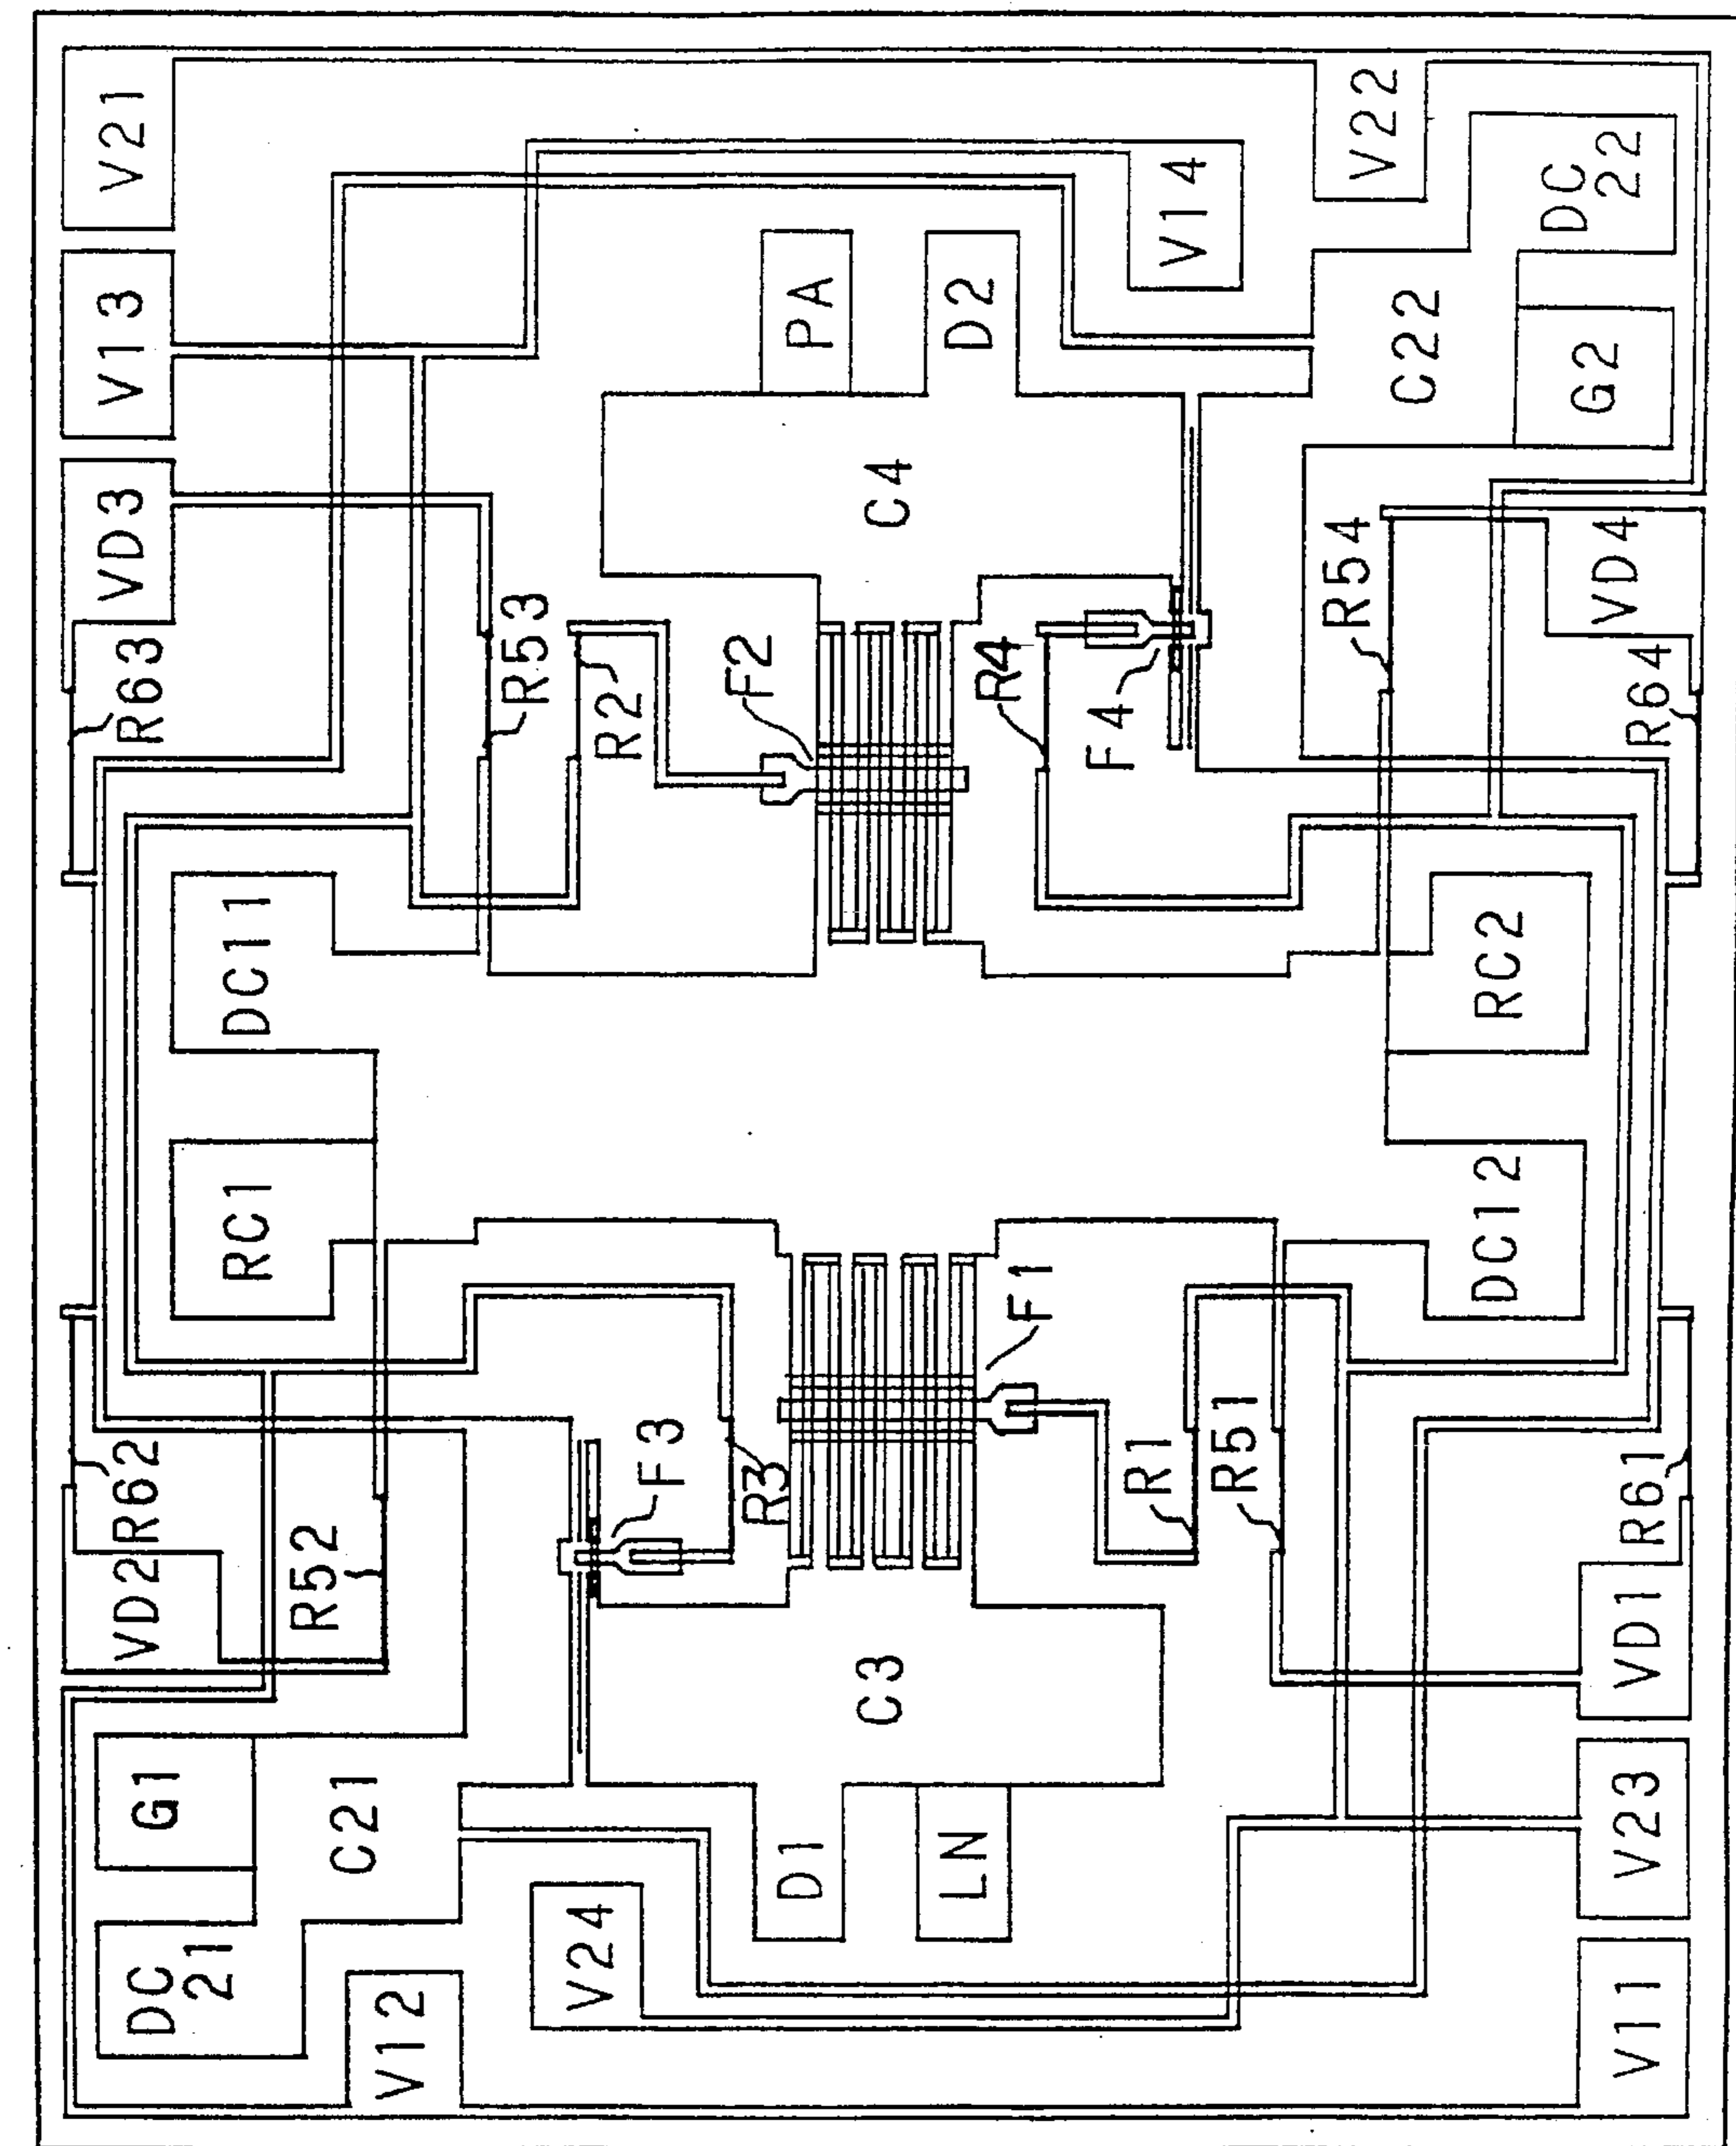 DC
21
G1
VD2
R62
R63
VD3
V13
V21
RC1
DC11
V12
C21
R52
R53
V24
R2
F3
R3
F2
D1
PA
C3
C4
LN
D2
R4
F1
F4
R1
V14
R51
R54
V22
C22
DC12
RC2
DC
22
G2
V11
V23
VD1
R61
R64
VD4